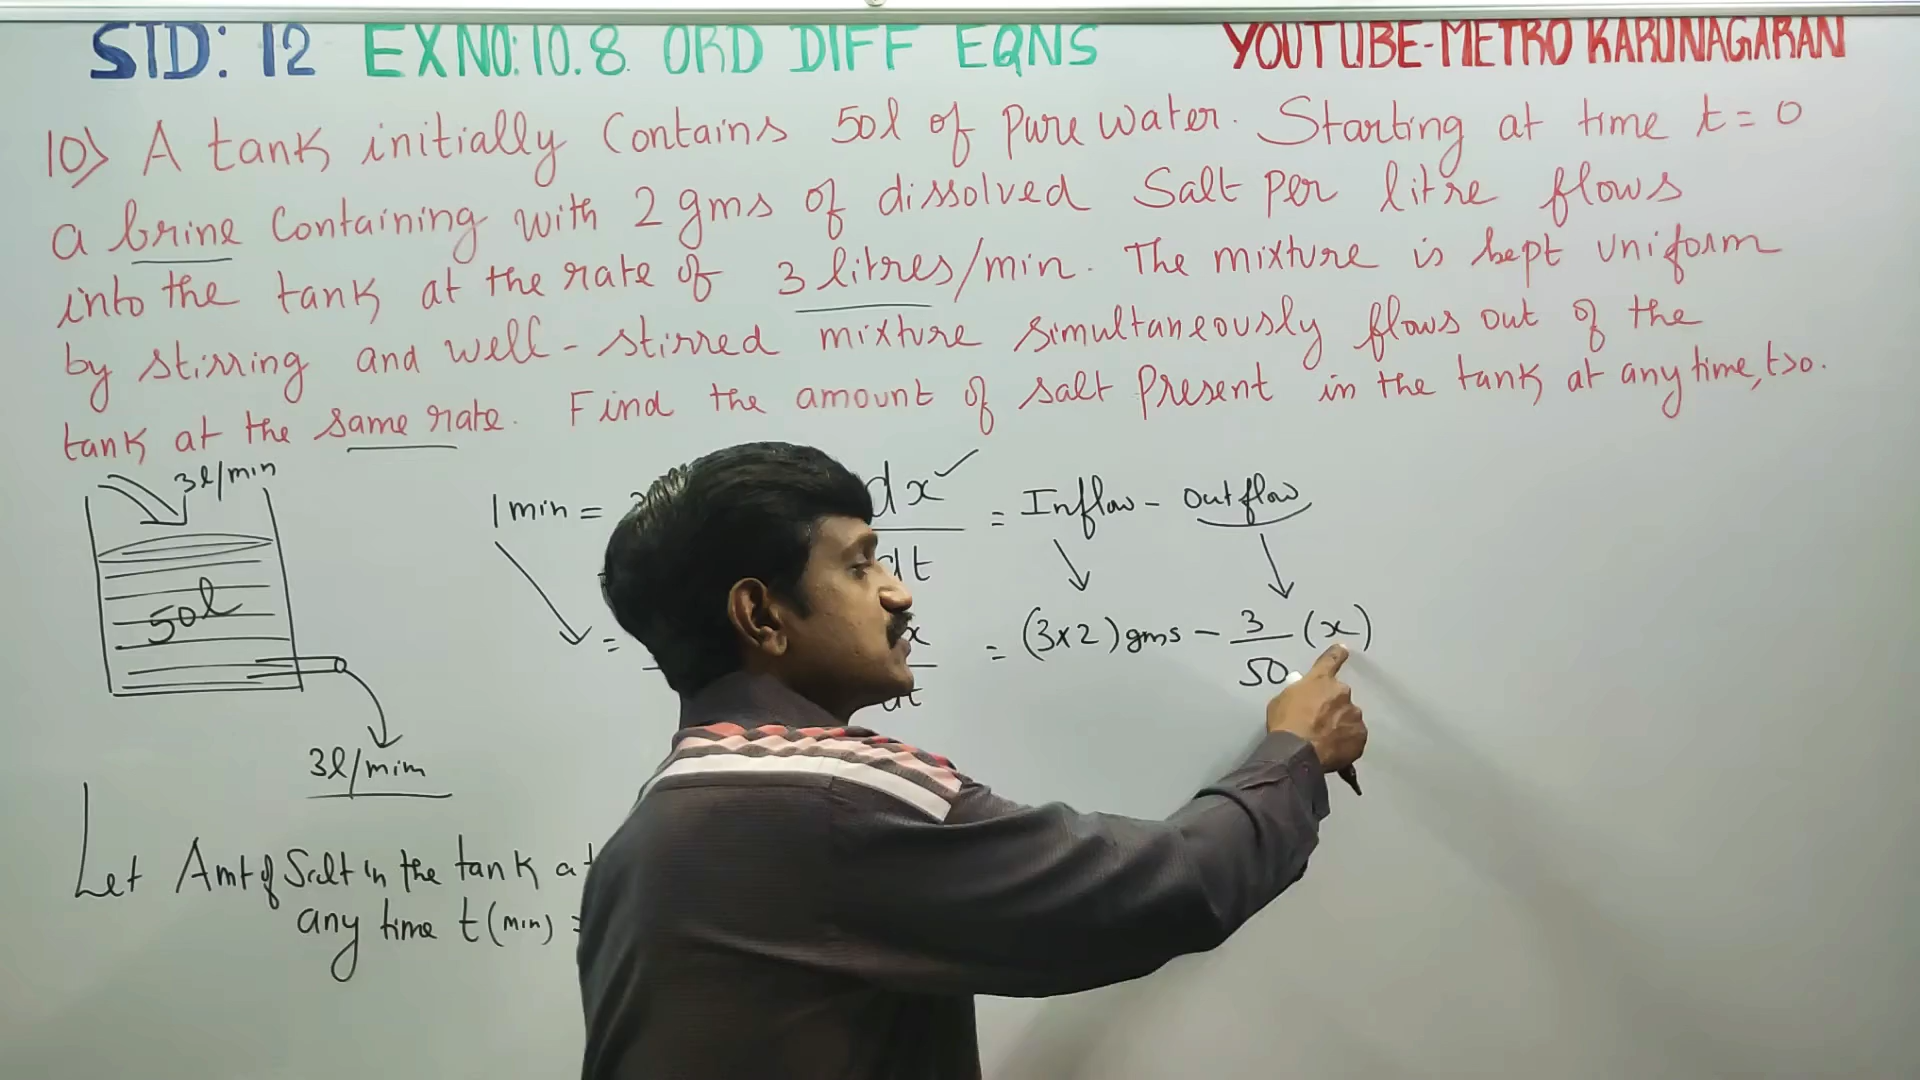 STD: 12 EXNO:10.8. ORD DIFF EQNS YOUTUBE-METRO KARUNAGARAN
10) A tank initially Contains 50l of Pure water. Starting at time t = 0
a brine Containing with 2 gms of dissolved Salt Per litre flows
into the tank at the rate of 3 litres/min. The mixture is kept uniform
by stirring and well-stirred mixture simultaneously flows out of the
tank at the same rate. Find the amount of salt Present in the tank at any time, t>0.
3l/min
50l
3l/min
1 min =
=
dx/dt = Inflow - Outflow
= (3x2) gms - 3/50 (x)
Let Amt of Salt in the tank at
any time t (min)